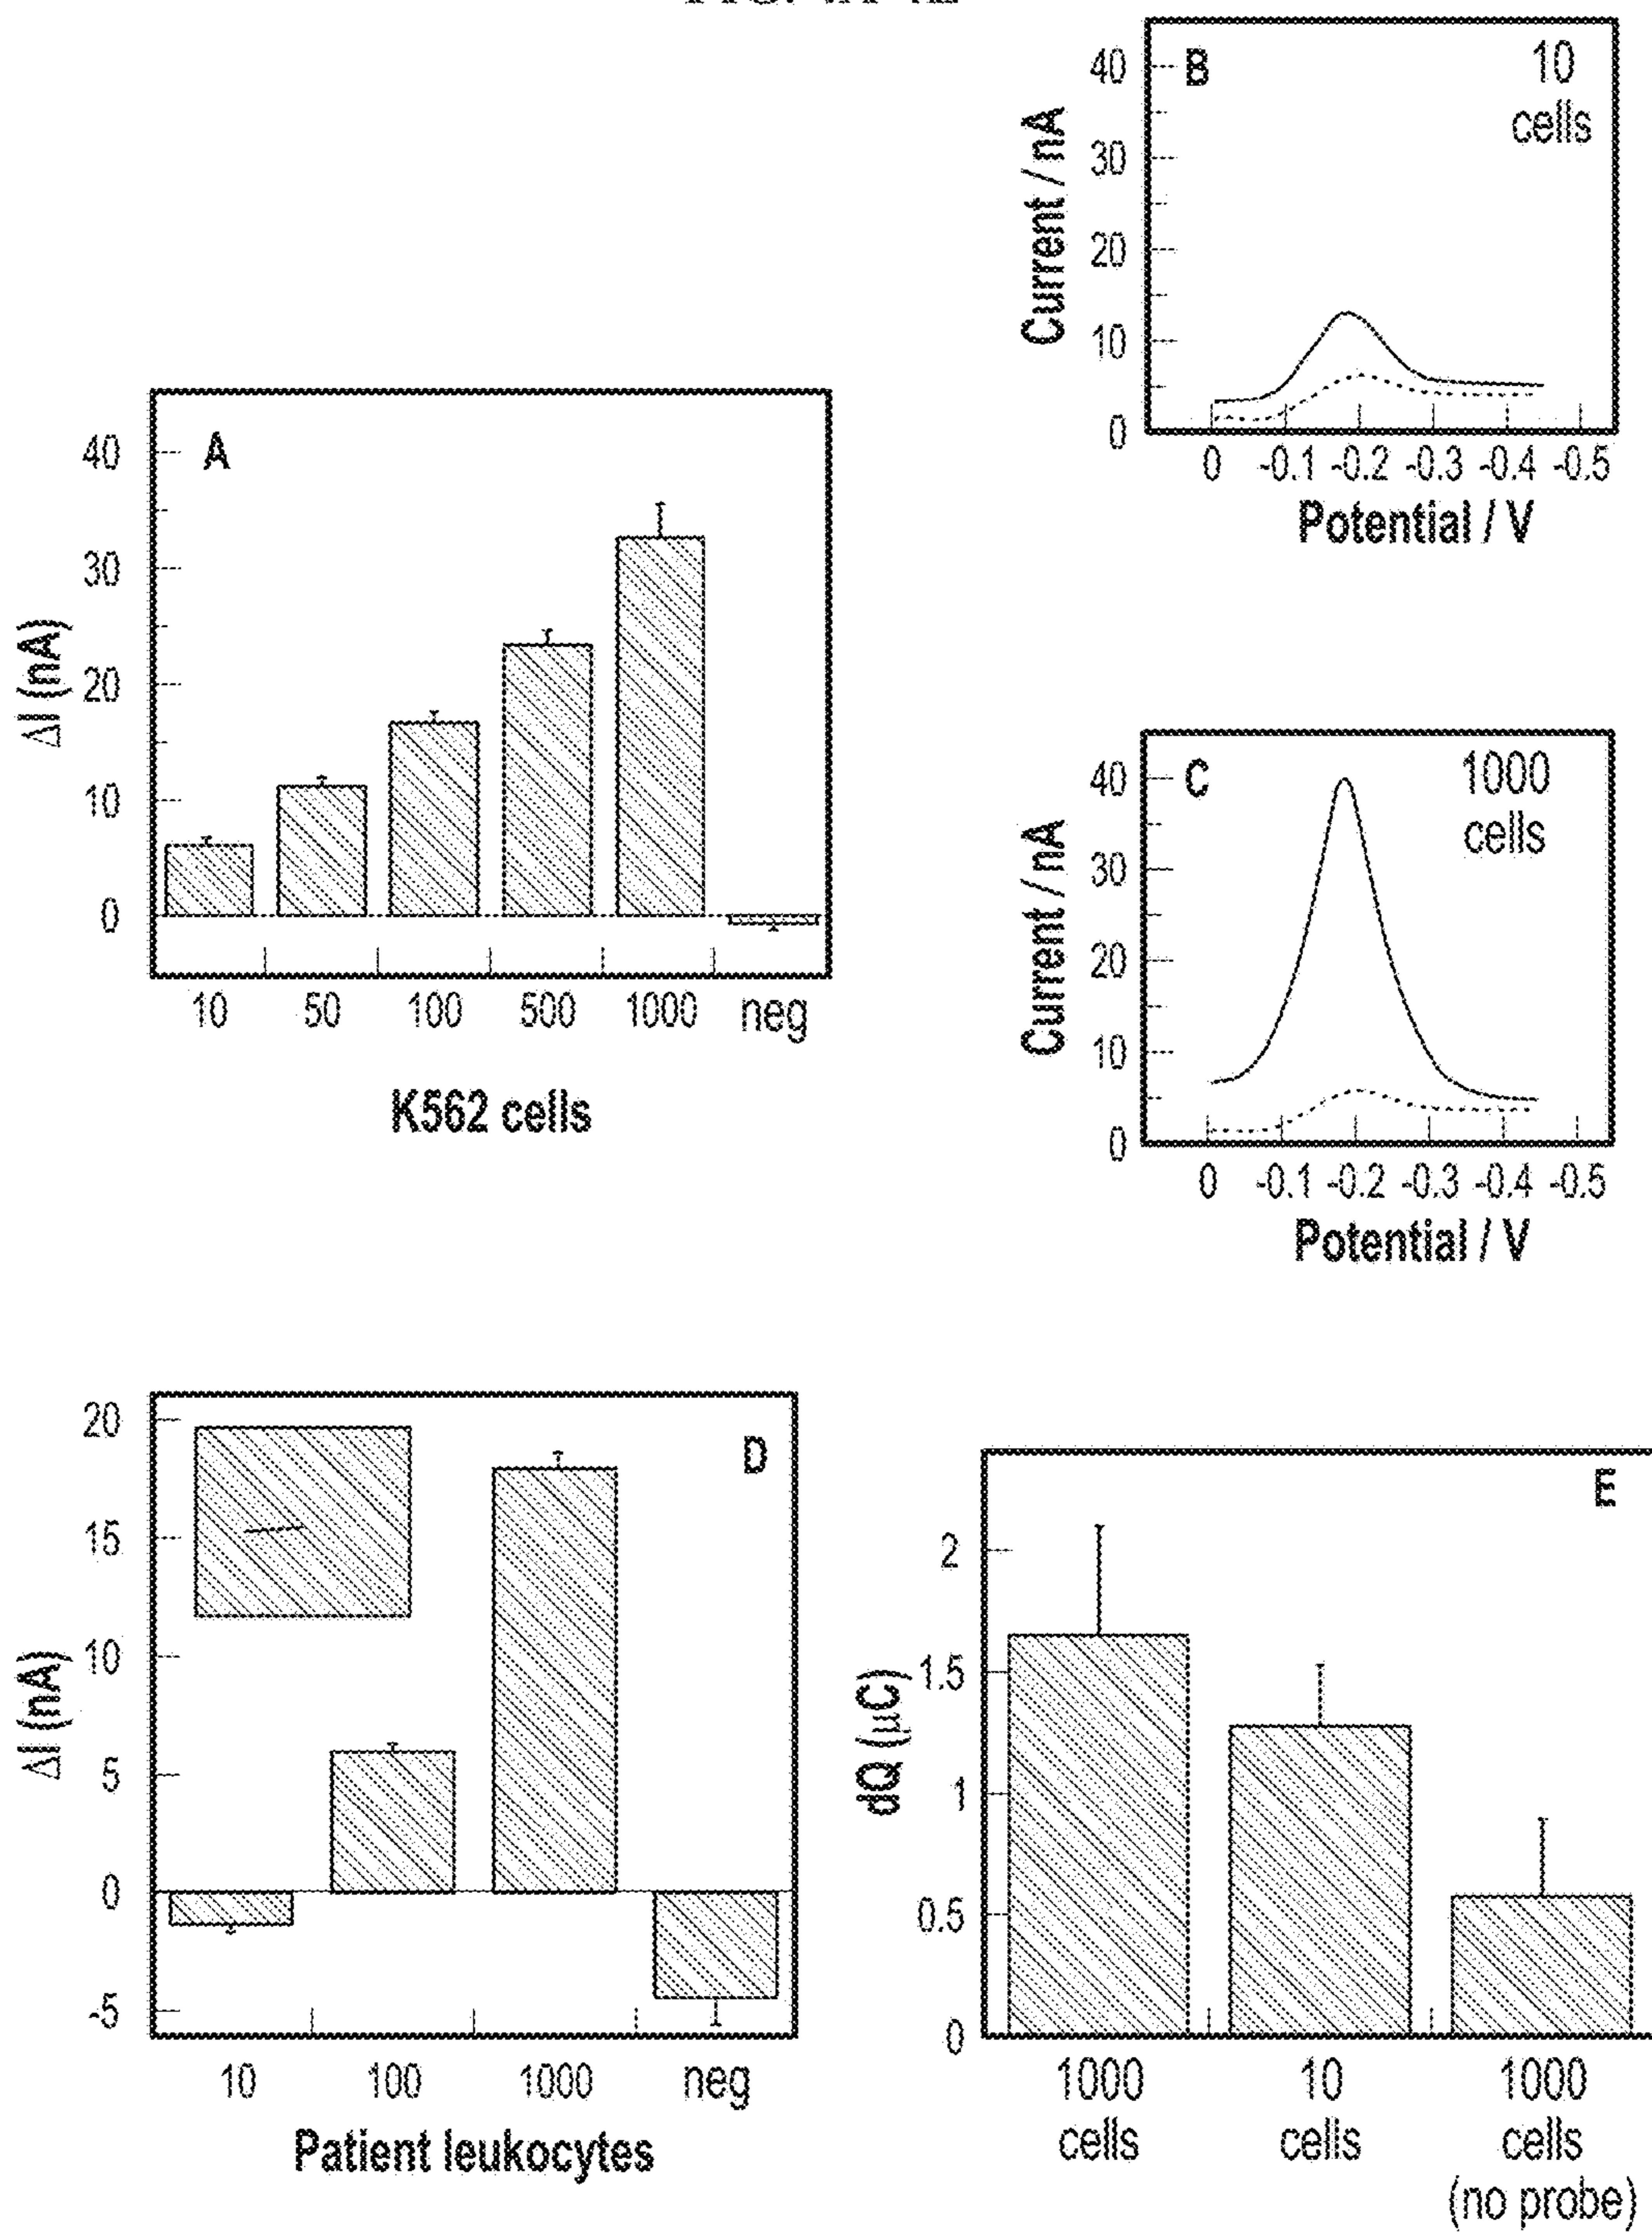 B
10
cells
40
30
20
10
0
Current / nA
0 -0.1 -0.2 -0.3 -0.4 -0.5
Potential / V
A
40
30
20
10
0
ΔI (nA)
10 50 100 500 1000 neg
K562 cells
C
1000
cells
40
30
20
10
0
Current / nA
0 -0.1 -0.2 -0.3 -0.4 -0.5
Potential / V
D
20
15
10
5
0
-5
ΔI (nA)
10 100 1000 neg
Patient leukocytes
E
2
1.5
1
0.5
0
dQ (μC)
1000 10 1000
cells cells cells
(no probe)